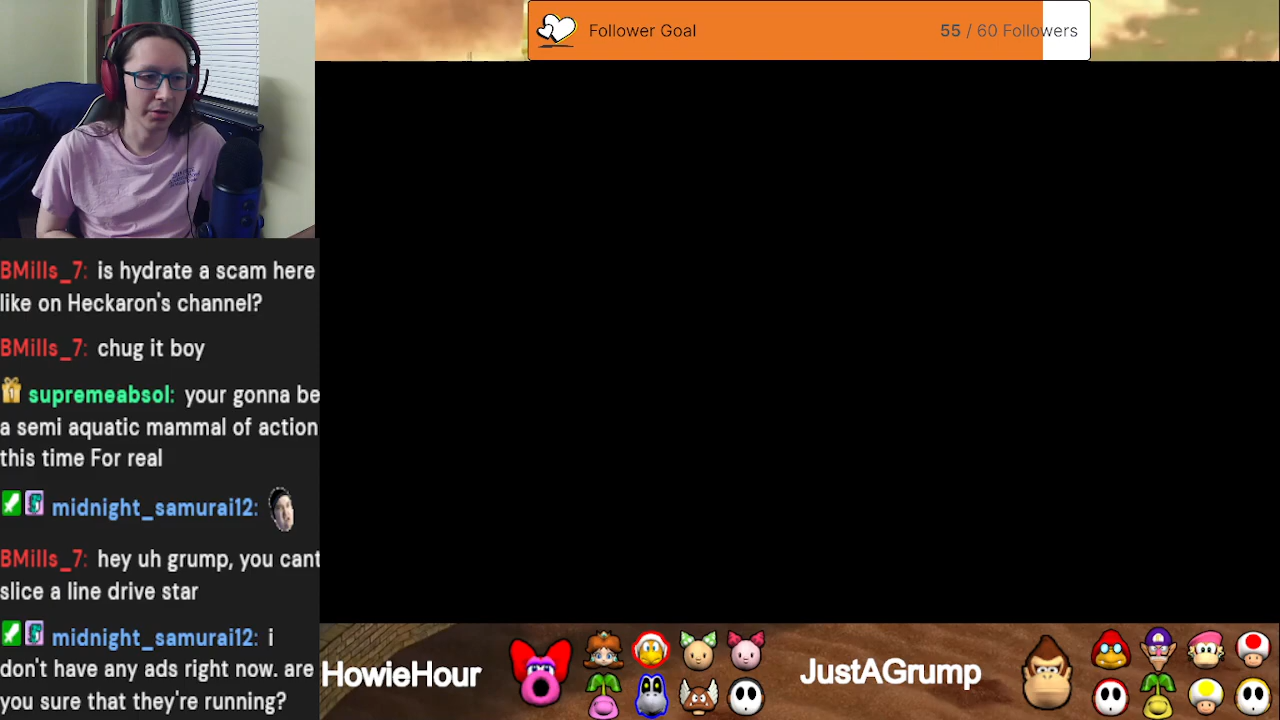 Follower Goal
55 / 60 Followers
BMills_7: is hydrate a scam here
like on Heckaron's channel?
BMills_7: chug it boy
supremeabsol: your gonna be
a semi aquatic mammal of action
this time For real
midnight_samurai12:
BMills_7: hey uh grump, you cant
slice a line drive star
midnight_samurai12: i
don't have any ads right now. are
you sure that they're running?
HowieHour
JustAGrump